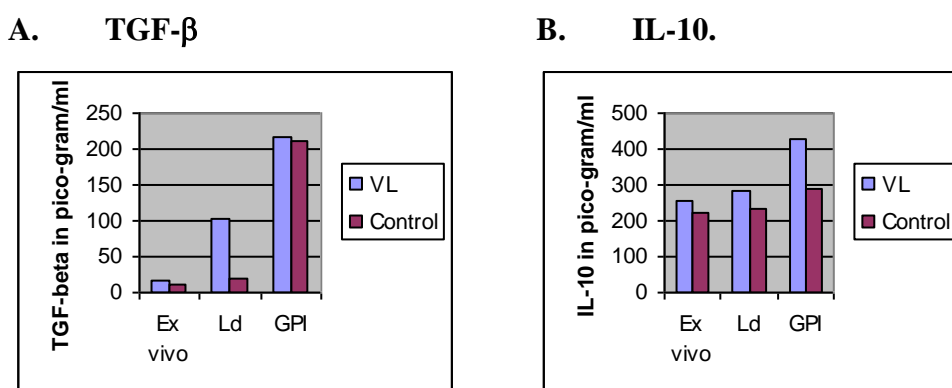 A. TGF-β
TGF-beta in pico-gram/ml
250
200
150
100
50
0
Ex vivo
Ld
GPI
VL
Control
B. IL-10.
IL-10 in pico-gram/ml
500
400
300
200
100
0
Ex vivo
Ld
GPI
VL
Control